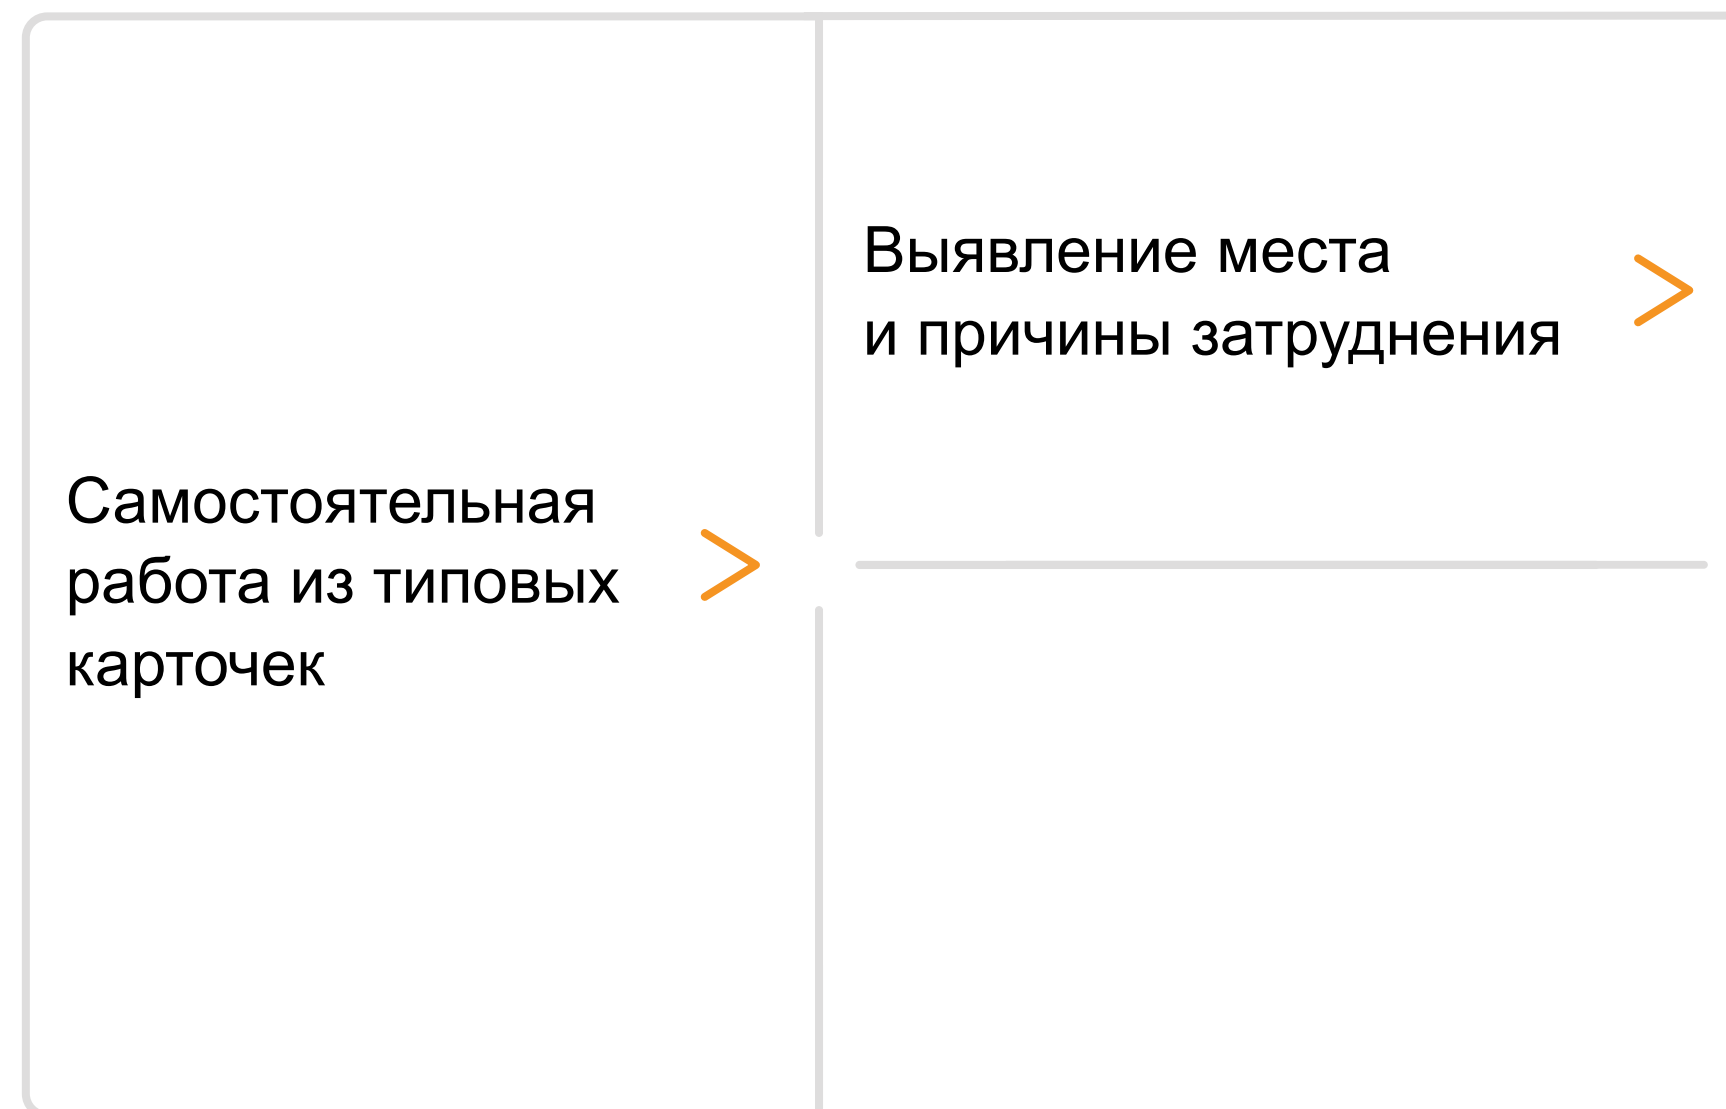 Самостоятельная
работа из типовых
карточек
Выявление места
и причины затруднения